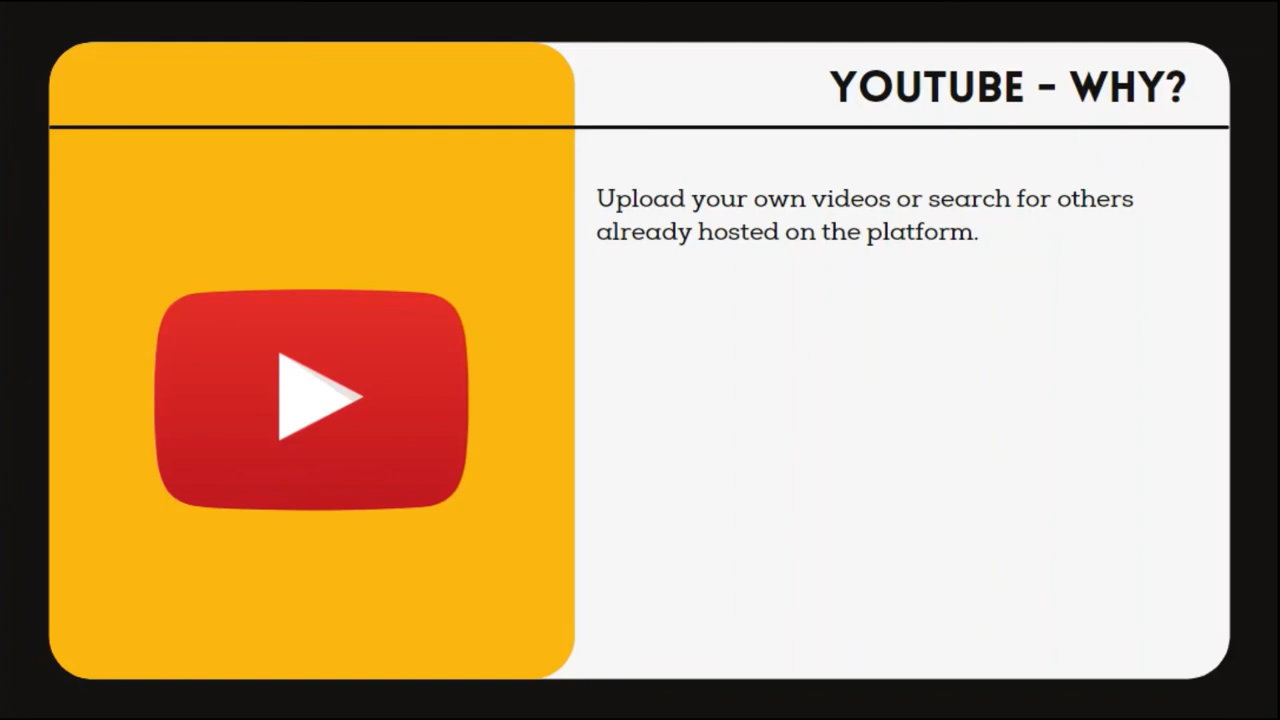 YOUTUBE - WHY?
Upload your own videos or search for others
already hosted on the platform.